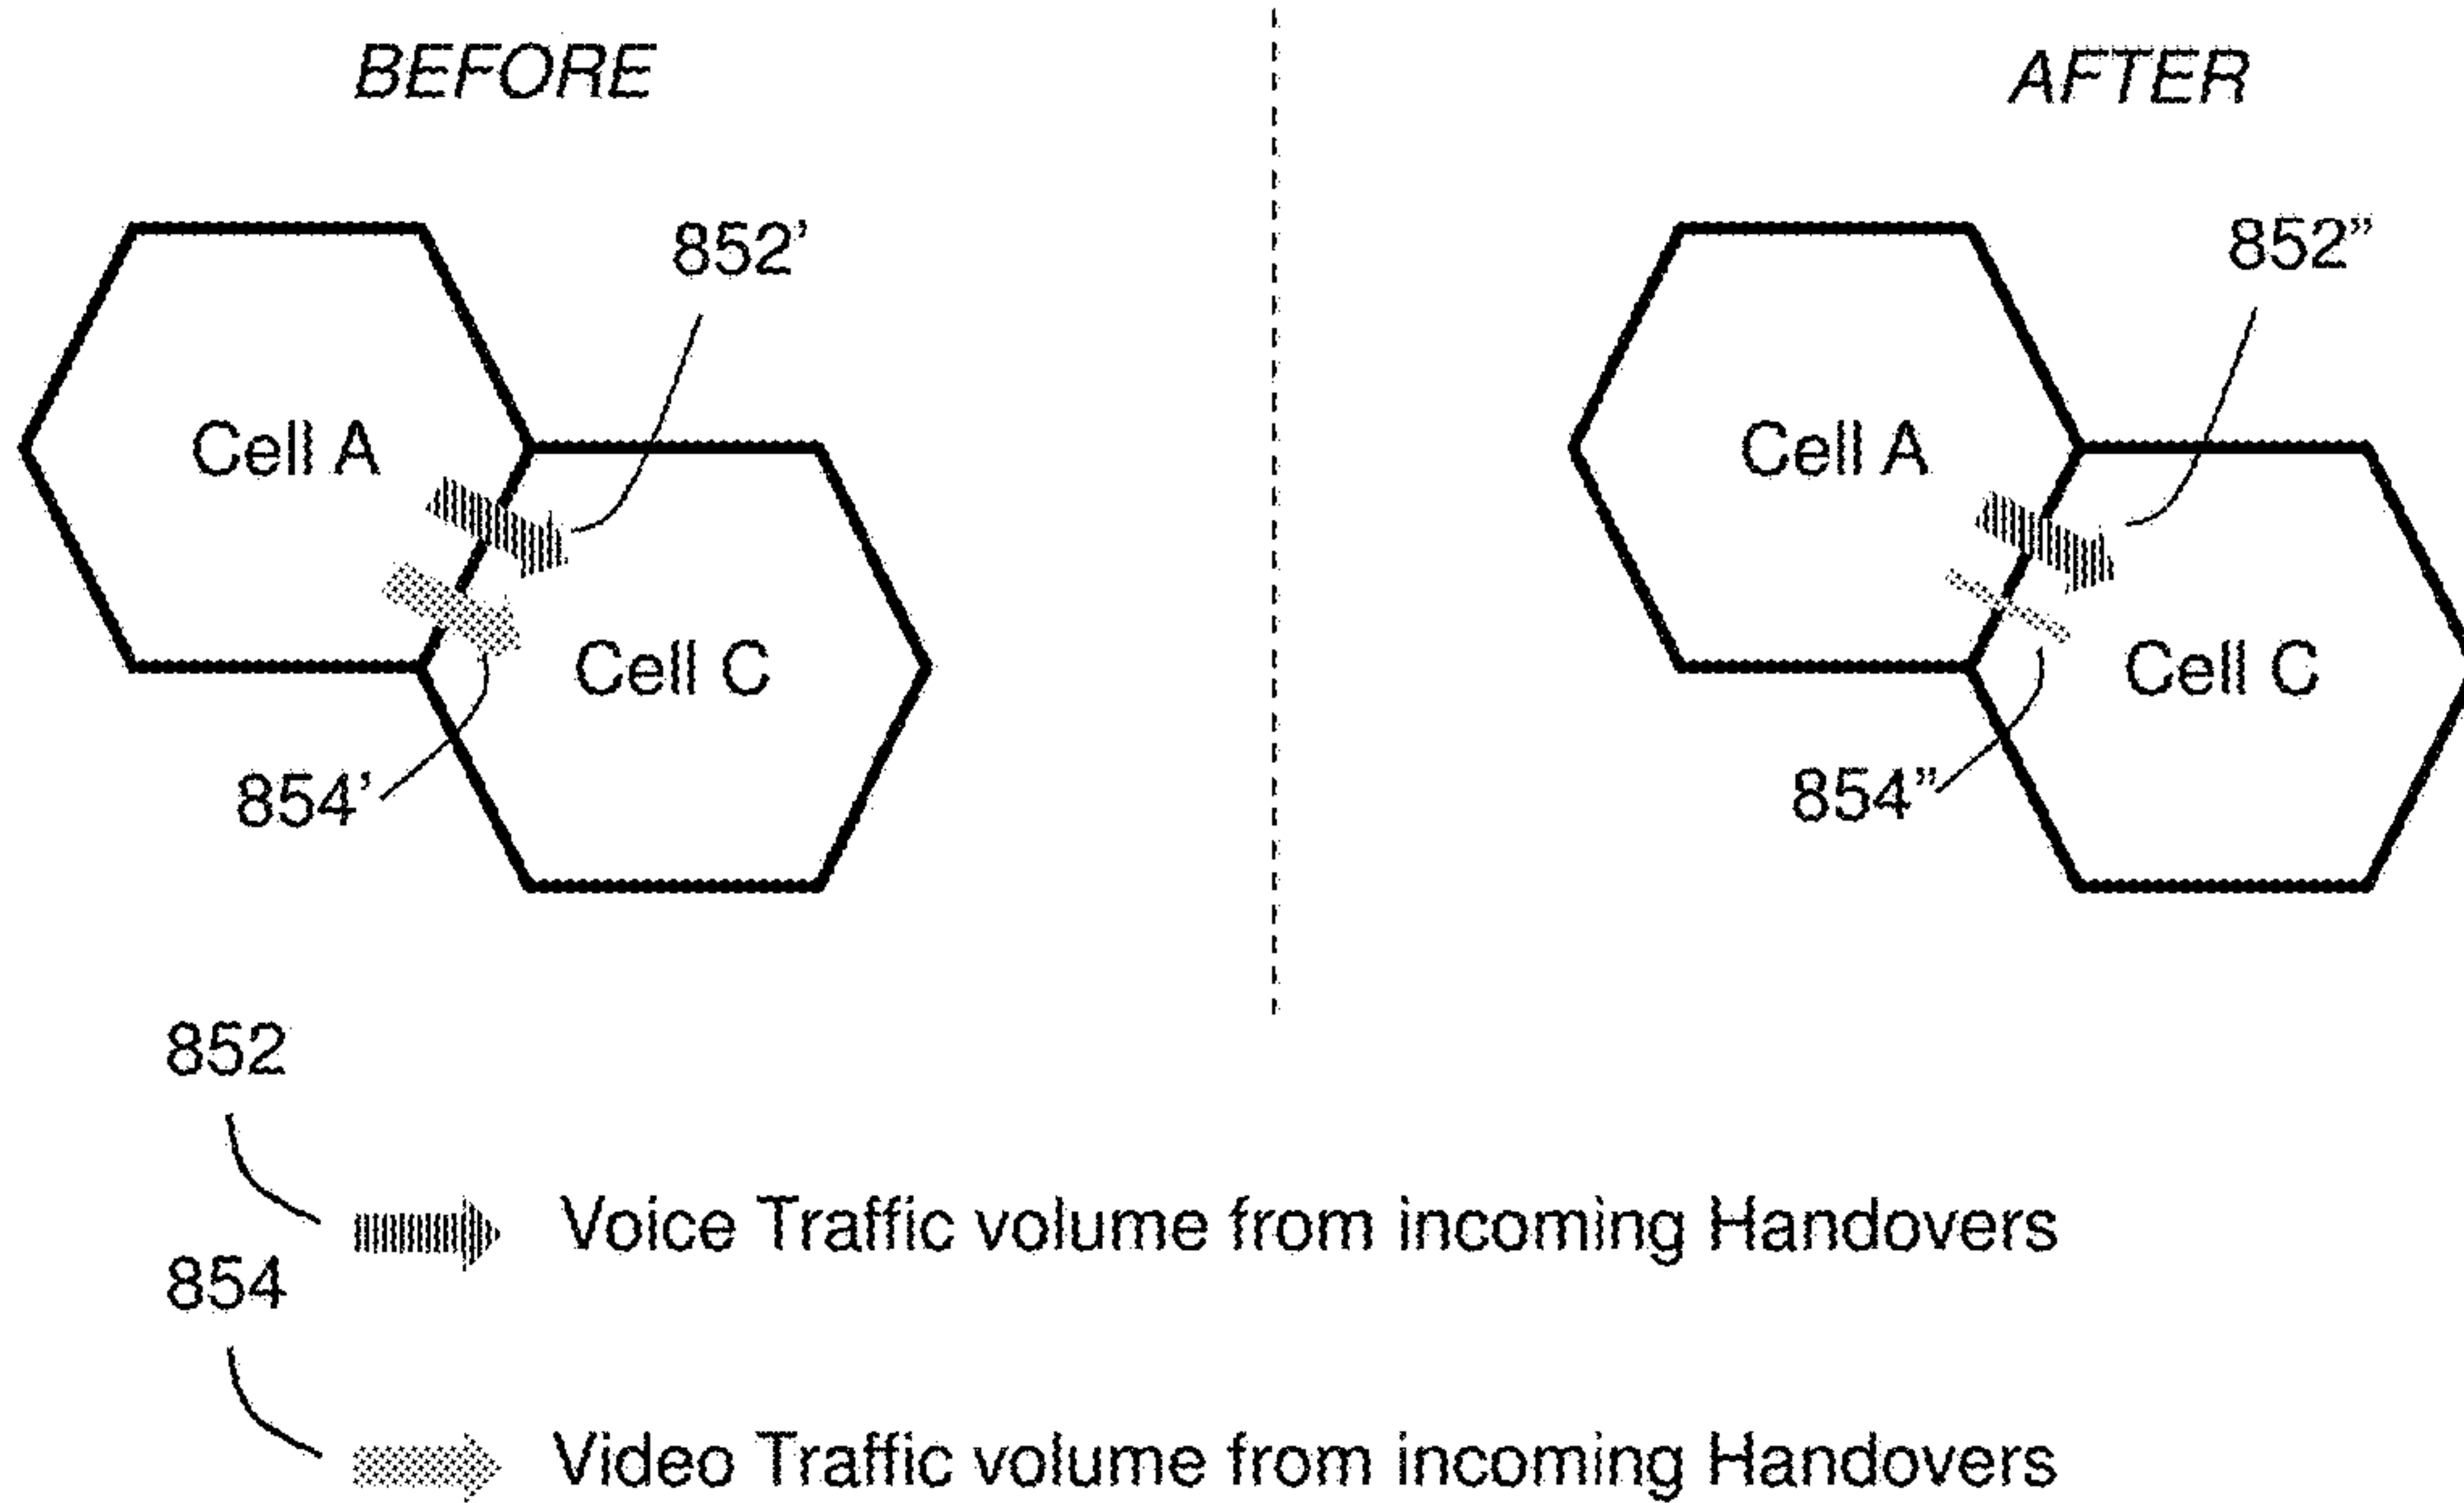 BEFORE
AFTER
852’
852”
Cell A
Cell A
Cell C
Cell C
854’
854”
852
Voice Traffic volume from incoming Handovers
854
Video Traffic volume from incoming Handovers